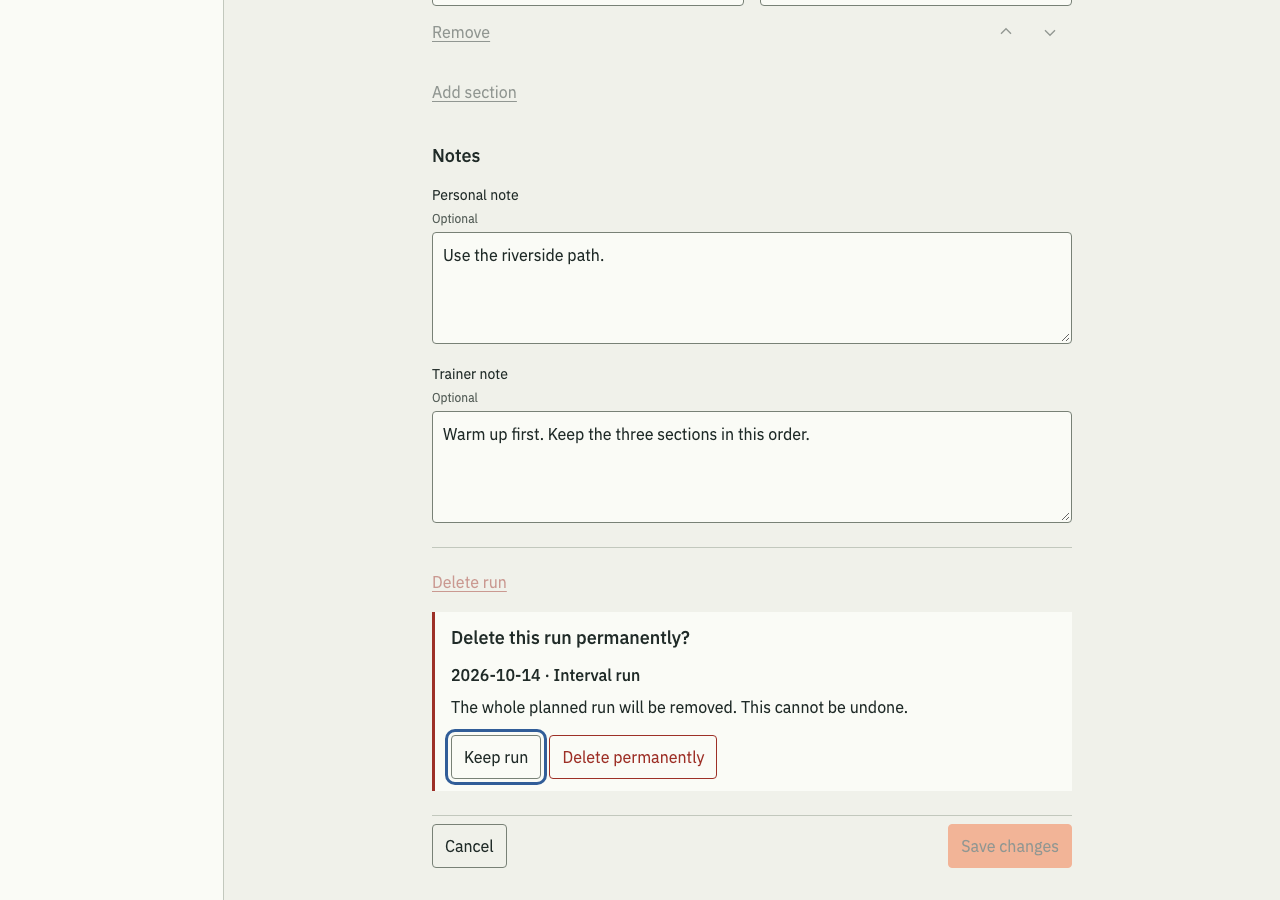 Remove
Add section
Notes
Personal note
Optional
Use the riverside path.
Trainer note
Optional
Warm up first. Keep the three sections in this order.
Delete run
Delete this run permanently?
2026-10-14 · Interval run
The whole planned run will be removed. This cannot be undone.
Keep run
Delete permanently
Cancel
Save changes